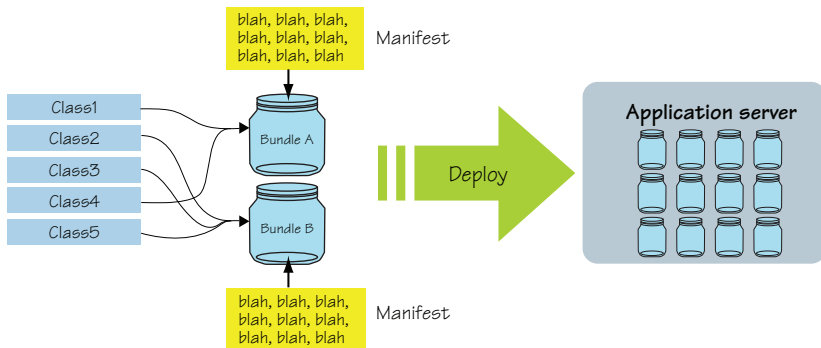 blah, blah, blah,
blah, blah, blah,
blah, blah, blah
Manifest
Class1
Class2
Class3
Class4
Class5
Bundle A
Bundle B
Deploy
Application server
blah, blah, blah,
blah, blah, blah,
blah, blah, blah
Manifest